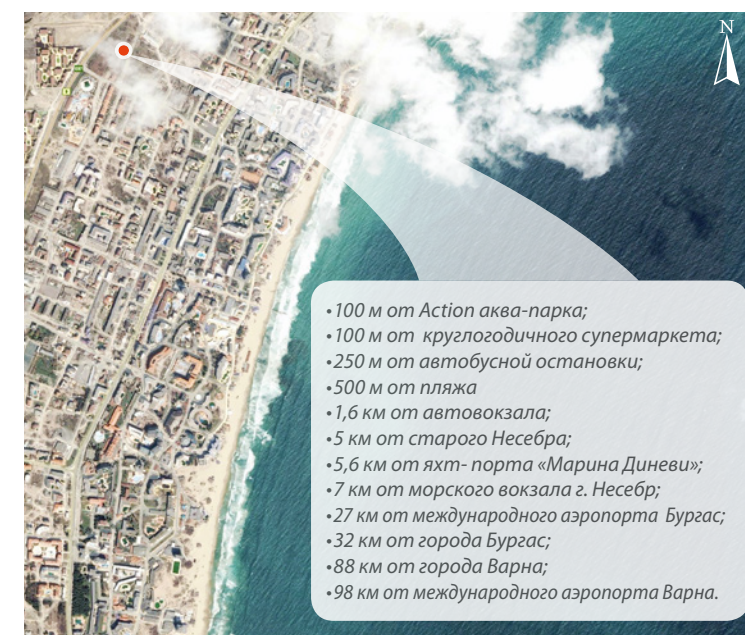 N
•100 м от Action аква-парка;
•100 м от круглогодичного супермаркета;
•250 м от автобусной остановки;
•500 м от пляжа
•1,6 км от автовокзала;
•5 км от старого Несебра;
•5,6 км от яхт- порта «Марина Диневи»;
•7 км от морского вокзала г. Несебр;
•27 км от международного аэропорта Бургас;
•32 км от города Бургас;
•88 км от города Варна;
•98 км от международного аэропорта Варна.